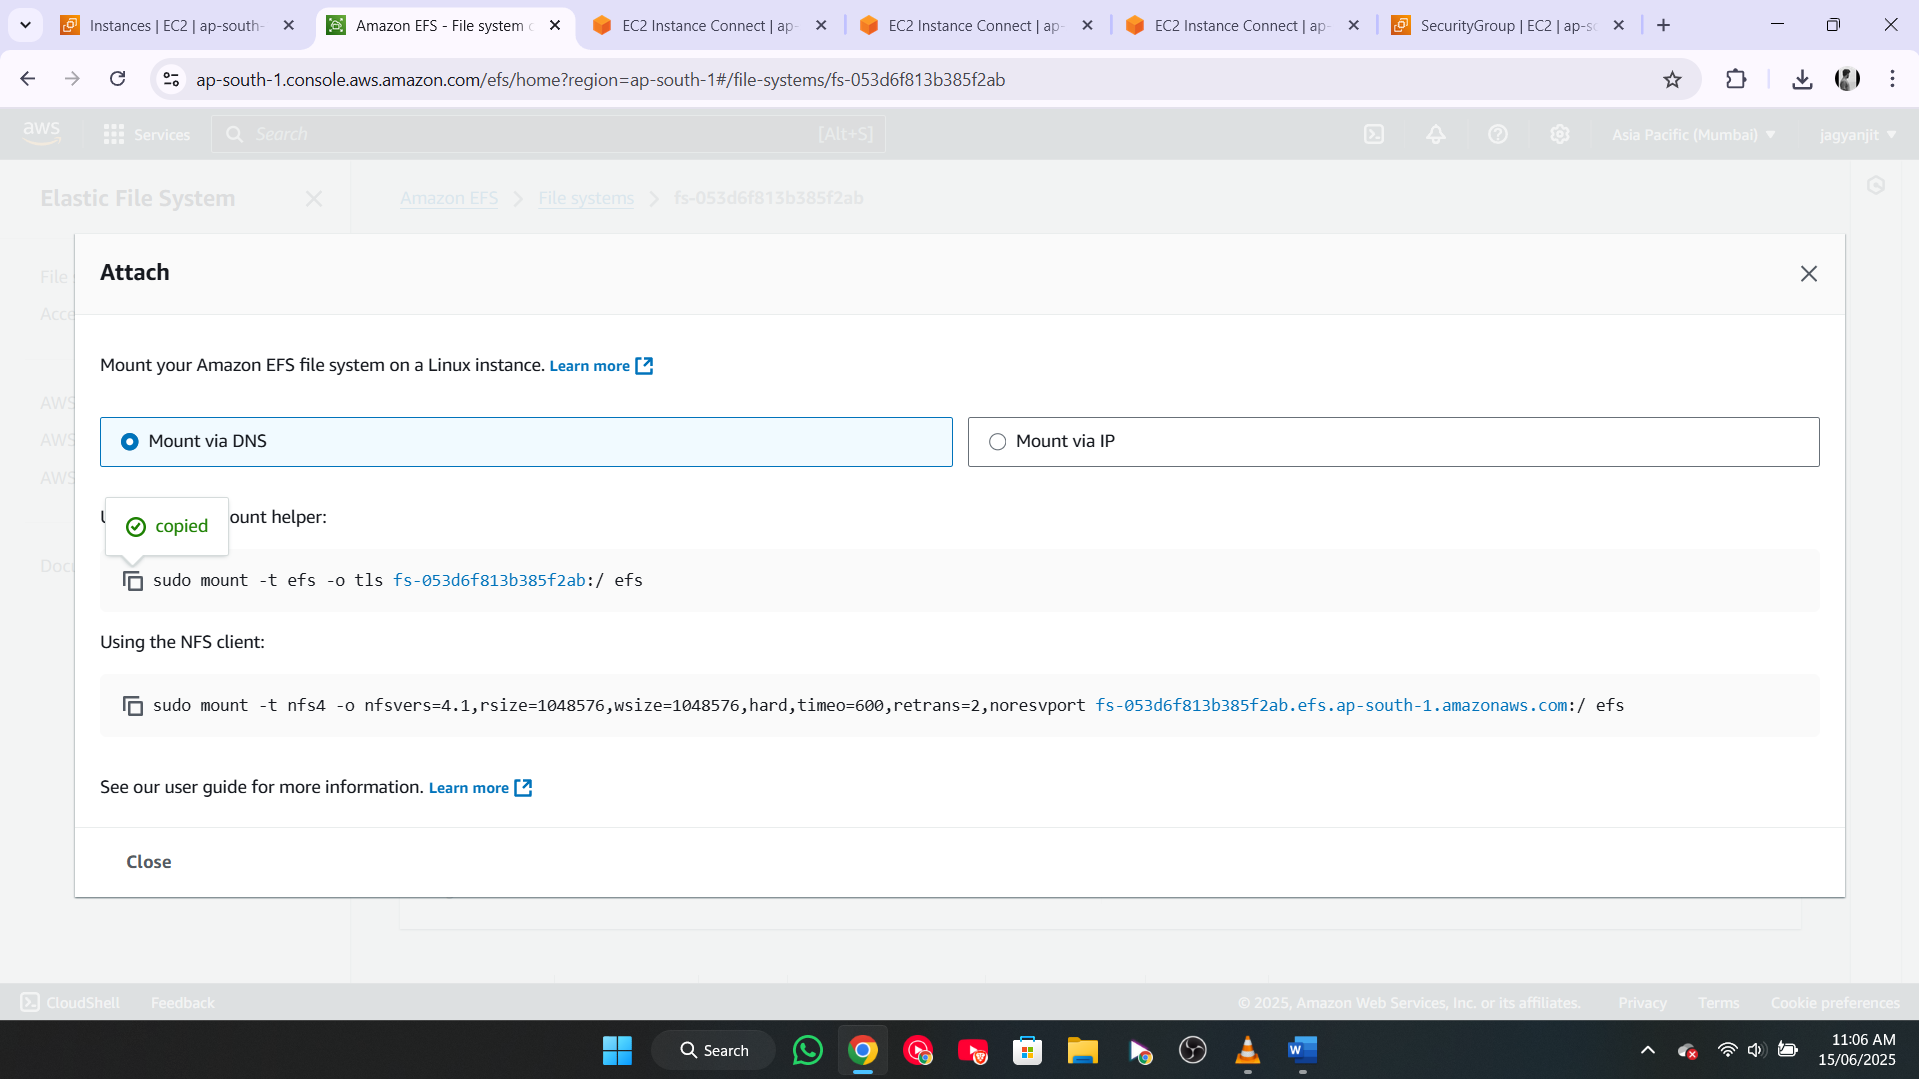 Instances | EC2 | ap-south-
Amazon EFS - File system
EC2 Instance Connect | ap-
EC2 Instance Connect | ap-
EC2 Instance Connect | ap-
SecurityGroup | EC2 | ap-so
ap-south-1.console.aws.amazon.com/efs/home?region=ap-south-1#/file-systems/fs-053d6f813b385f2ab
aws
Services
Search
[Alt+S]
Asia Pacific (Mumbai)
jagyanjit
Elastic File System
Amazon EFS
File systems
fs-053d6f813b385f2ab
File
Acce
AWS
AWS
AWS
Docu
Attach
Mount your Amazon EFS file system on a Linux instance. Learn more
Mount via DNS
Mount via IP
copied
ount helper:
sudo mount -t efs -o tls fs-053d6f813b385f2ab:/ efs
Using the NFS client:
sudo mount -t nfs4 -o nfsvers=4.1,rsize=1048576,wsize=1048576,hard,timeo=600,retrans=2,noresvport fs-053d6f813b385f2ab.efs.ap-south-1.amazonaws.com:/ efs
See our user guide for more information. Learn more
Close
CloudShell
Feedback
© 2025, Amazon Web Services, Inc. or its affiliates.
Privacy
Terms
Cookie preferences
Search
11:06 AM
15/06/2025